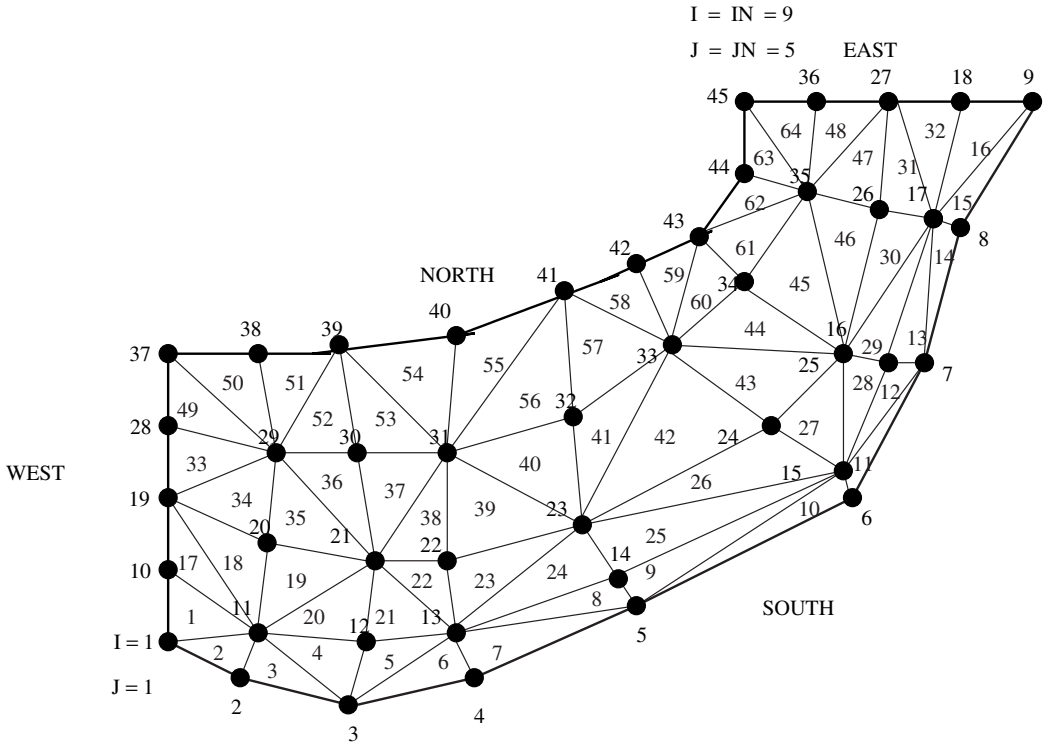 I = IN = 9
J = JN = 5 EAST
45 36 27 18 9
64 48 32
63 47 31 16
44 35 26 17 15
62
43 8
42 61 46 30 14
NORTH 41 59 34 45
58 60
40
39 57 44 16 13
38 33 29
37 55 25 7
54 43 28
50 51 12
49 56 32
28 52 53 24 27
29 30 31 41 42
WEST 33 40 15 11
36 26
19 37 10
34 39 6
35 38 23
20 21 22 25
14
10 17 18 19 22 23 24 9
8 SOUTH
1 11 20 21 13 5
12
I = 1
2 4 7
3 5 6
J = 1
2 4
3